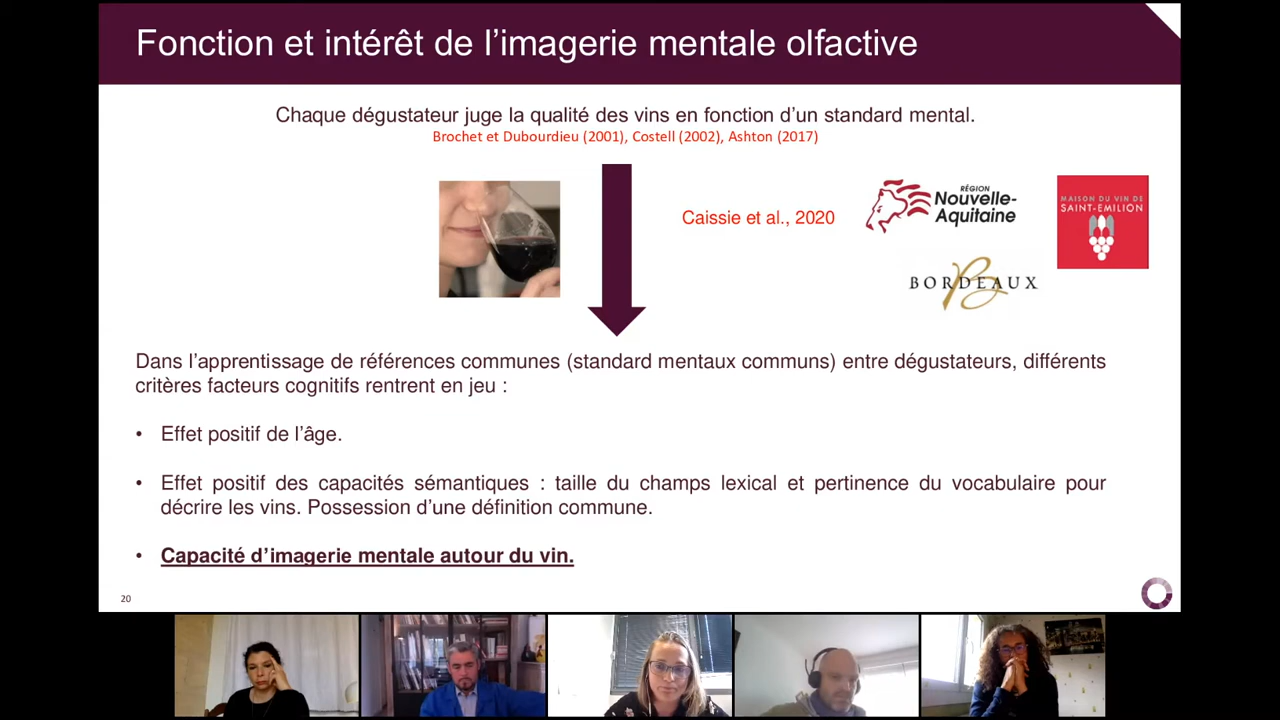 Fonction et intérêt de l’imagerie mentale olfactive
Chaque dégustateur juge la qualité des vins en fonction d’un standard mental.
Brochet et Dubourdieu (2001), Costell (2002), Ashton (2017)
Caissie et al., 2020
RÉGION
Nouvelle-
Aquitaine
MAISON DU VIN DE
SAINT-EMILION
BORDEAUX
Dans l’apprentissage de références communes (standard mentaux communs) entre dégustateurs, différents
critères facteurs cognitifs rentrent en jeu :
• Effet positif de l’âge.
• Effet positif des capacités sémantiques : taille du champs lexical et pertinence du vocabulaire pour
décrire les vins. Possession d’une définition commune.
• Capacité d’imagerie mentale autour du vin.
20